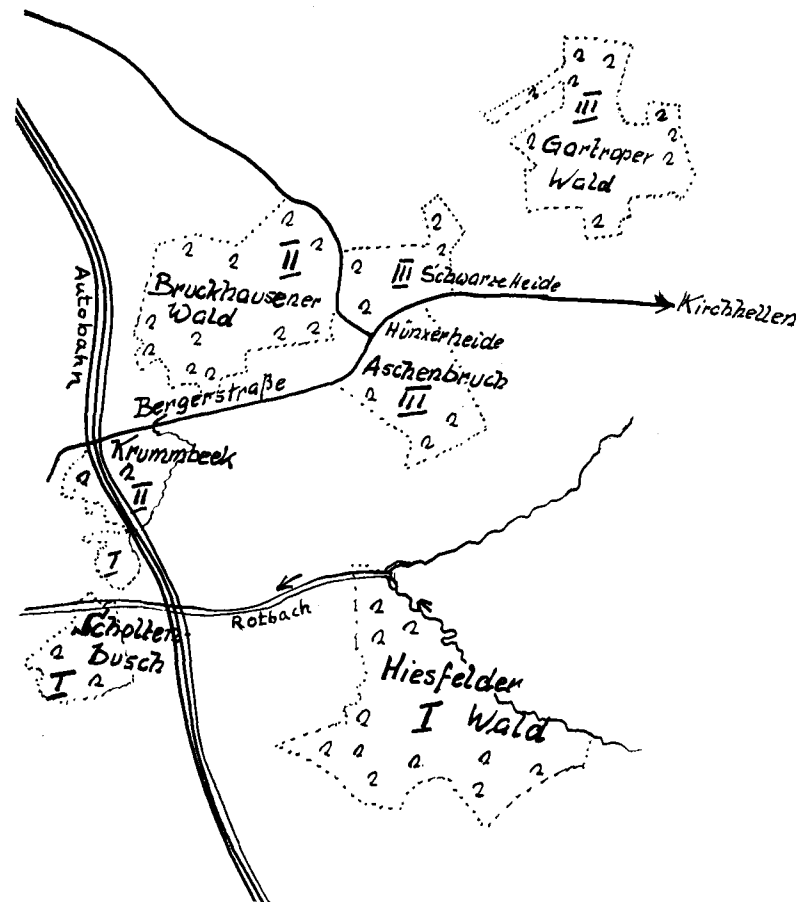 III
Gartroper
Wald
II
Bruckhausener
Wald
III Schwarze Heide
Kirchhellen
Hünxerheide
Aschenbruch
III
Autobahn
Bergerstraße
Krummbeek
II
I
Rotbach
Scholten
busch
I
Hiesfelder
I Wald